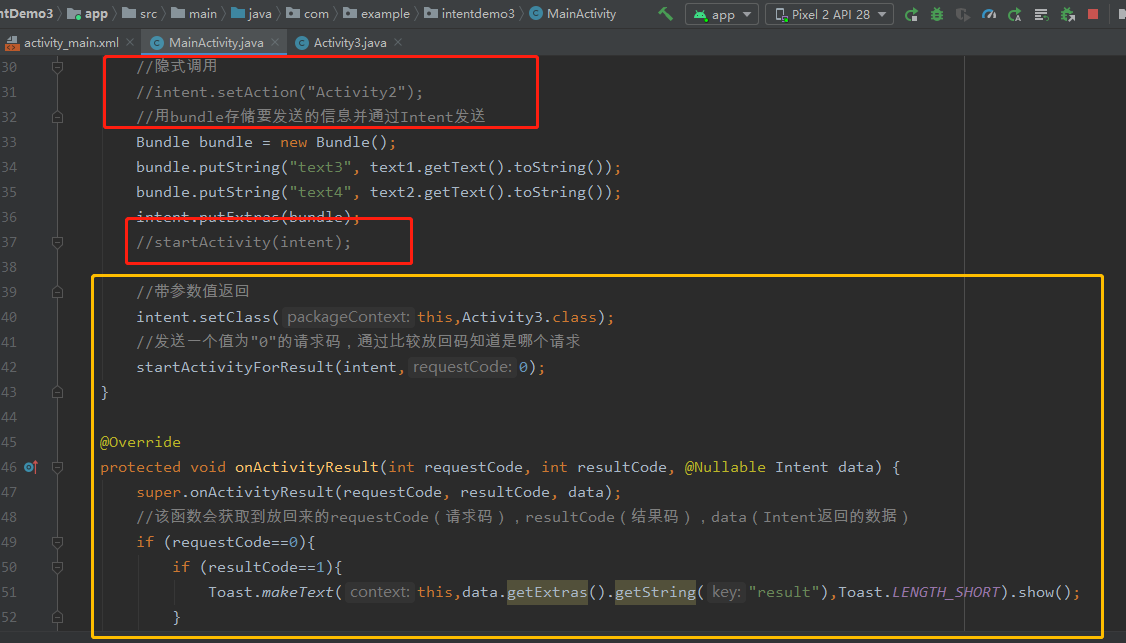 ntDemo3 app src main java com example intentdemo3 MainActivity app Pixel 2 API 28
activity_main.xml MainActivity.java Activity3.java
30 //隐式调用
31 //intent.setAction("Activity2");
32 //用bundle存储要发送的信息并通过Intent发送
33 Bundle bundle = new Bundle();
34 bundle.putString("text3", text1.getText().toString());
35 bundle.putString("text4", text2.getText().toString());
36 intent.putExtras(bundle);
37 //startActivity(intent);
38
39 //带参数值返回
40 intent.setClass( packageContext: this,Activity3.class);
41 //发送一个值为"0"的请求码，通过比较放回码知道是哪个请求
42 startActivityForResult(intent, requestCode: 0);
43 }
44
45 @Override
46 protected void onActivityResult(int requestCode, int resultCode, @Nullable Intent data) {
47 super.onActivityResult(requestCode, resultCode, data);
48 //该函数会获取到放回来的requestCode（请求码），resultCode（结果码），data（Intent返回的数据）
49 if (requestCode==0){
50 if (resultCode==1){
51 Toast.makeText( context: this,data.getExtras().getString( key: "result"),Toast.LENGTH_SHORT).show();
52 }